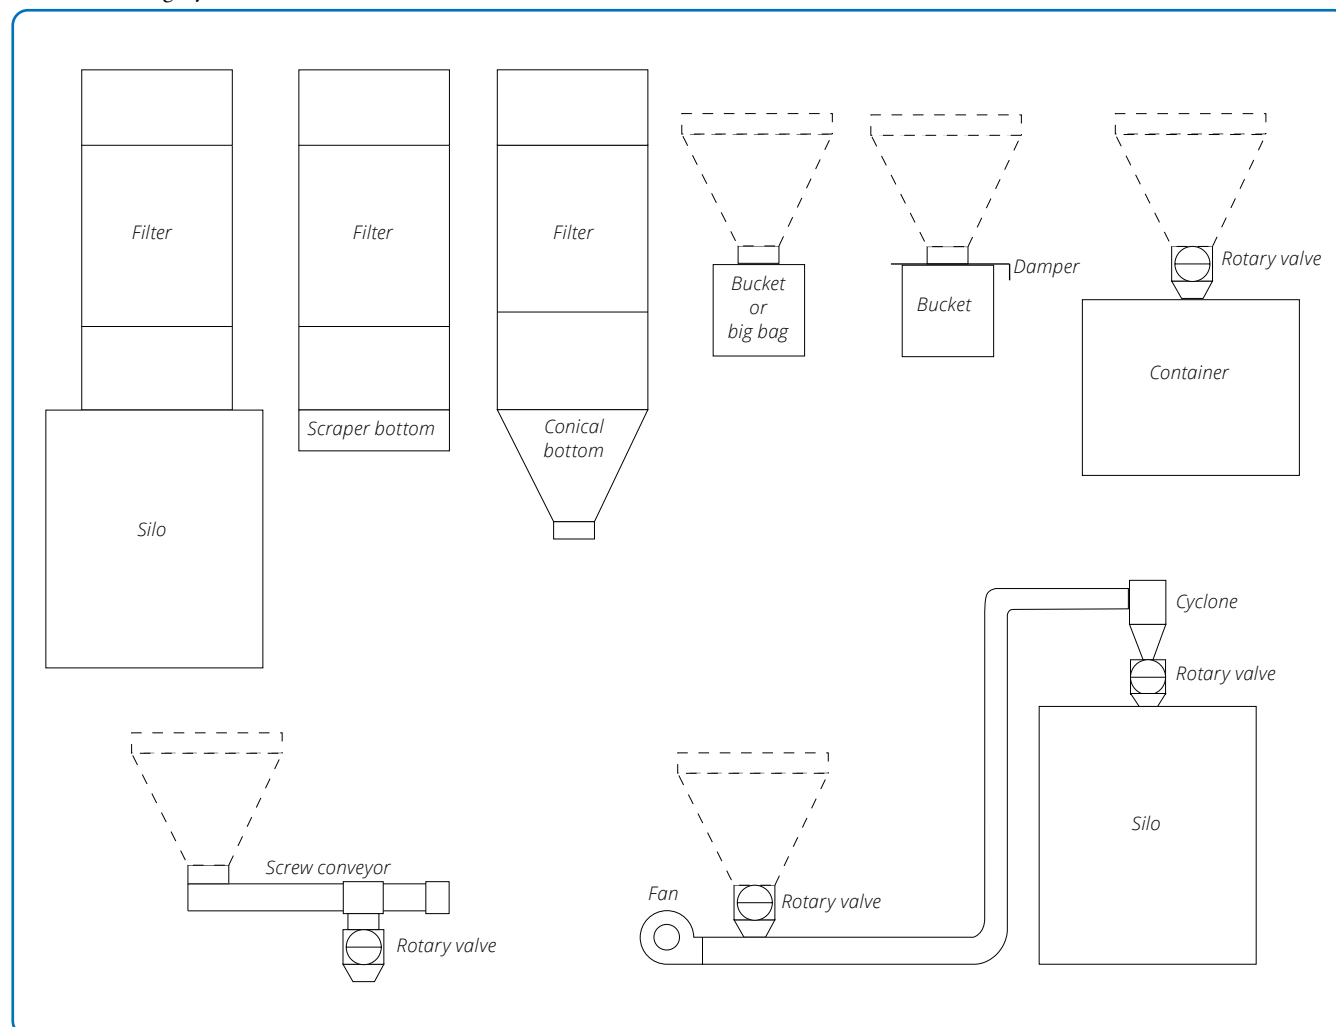 Filter
Filter
Filter
Bucket
or
big bag
Damper
Bucket
Rotary valve
Container
Scraper bottom
Conical
bottom
Silo
Cyclone
Rotary valve
Silo
Screw conveyor
Rotary valve
Fan
Rotary valve